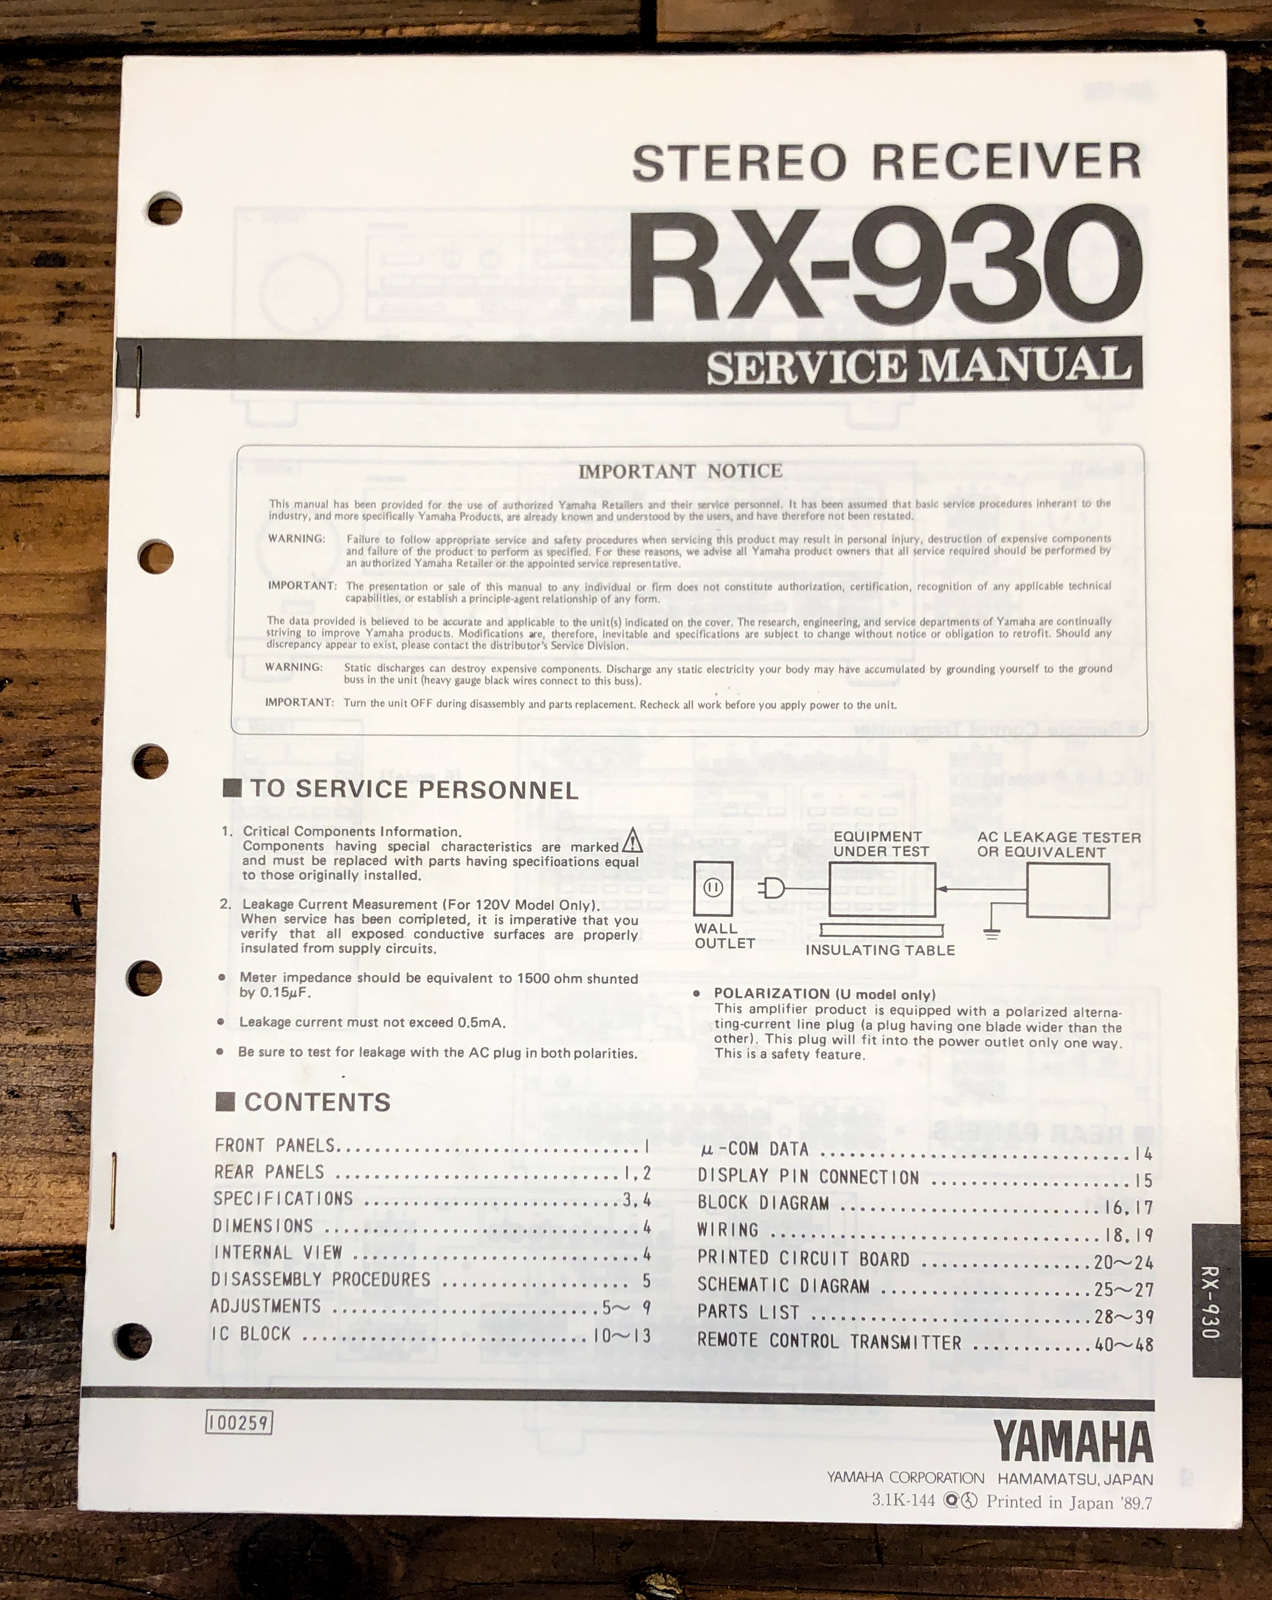 STEREO RECEIVER
RX-930
SERVICE MANUAL
IMPORTANT NOTICE
This manual has been provided for the use of authorized Yamaha Retailers and their service personnel. It has been assumed that basic service procedures inherant to the
industry, and more specifically Yamaha Products, are already known and understood by the users, and have therefore not been restated.
WARNING: Failure to follow appropriate service and safety procedures when servicing this product may result in personal injury, destruction of expensive components
and failure of the product to perform as specified. For these reasons, we advise all Yamaha product owners that all service required should be performed by
an authorized Yamaha Retailer or the appointed service representative.
IMPORTANT: The presentation or sale of this manual to any individual or firm does not constitute authorization, certification, recognition of any applicable technical
capabilities, or establish a principle-agent relationship of any form.
The data provided is believed to be accurate and applicable to the unit(s) indicated on the cover. The research, engineering, and service departments of Yamaha are continually
striving to improve Yamaha products. Modifications are, therefore, inevitable and specifications are subject to change without notice or obligation to retrofit. Should any
discrepancy appear to exist, please contact the distributor's Service Division.
WARNING: Static discharges can destroy expensive components. Discharge any static electricity your body may have accumulated by grounding yourself to the ground
buss in the unit (heavy gauge black wires connect to this buss).
IMPORTANT: Turn the unit OFF during disassembly and parts replacement. Recheck all work before you apply power to the unit.
■ TO SERVICE PERSONNEL
1. Critical Components Information.
Components having special characteristics are marked ⚠
and must be replaced with parts having specifioations equal
to those originally installed.
2. Leakage Current Measurement (For 120V Model Only).
When service has been completed, it is imperative that you
verify that all exposed conductive surfaces are properly
insulated from supply circuits.
● Meter impedance should be equivalent to 1500 ohm shunted
by 0.15μF.
● Leakage current must not exceed 0.5mA.
● Be sure to test for leakage with the AC plug in both polarities.
EQUIPMENT
UNDER TEST
AC LEAKAGE TESTER
OR EQUIVALENT
WALL
OUTLET
INSULATING TABLE
● POLARIZATION (U model only)
This amplifier product is equipped with a polarized alterna-
ting-current line plug (a plug having one blade wider than the
other). This plug will fit into the power outlet only one way.
This is a safety feature.
■ CONTENTS
FRONT PANELS................................1
REAR PANELS ..............................1,2
SPECIFICATIONS ...........................3,4
DIMENSIONS .................................4
INTERNAL VIEW ..............................4
DISASSEMBLY PROCEDURES ................... 5
ADJUSTMENTS ...........................5~ 9
IC BLOCK .............................10~13
μ-COM DATA ...............................14
DISPLAY PIN CONNECTION ....................15
BLOCK DIAGRAM ..........................16,17
WIRING .................................18,19
PRINTED CIRCUIT BOARD .................20~24
SCHEMATIC DIAGRAM .....................25~27
PARTS LIST ............................28~39
REMOTE CONTROL TRANSMITTER ............40~48
RX-930
100259
YAMAHA
YAMAHA CORPORATION HAMAMATSU, JAPAN
3.1K-144 Printed in Japan '89.7